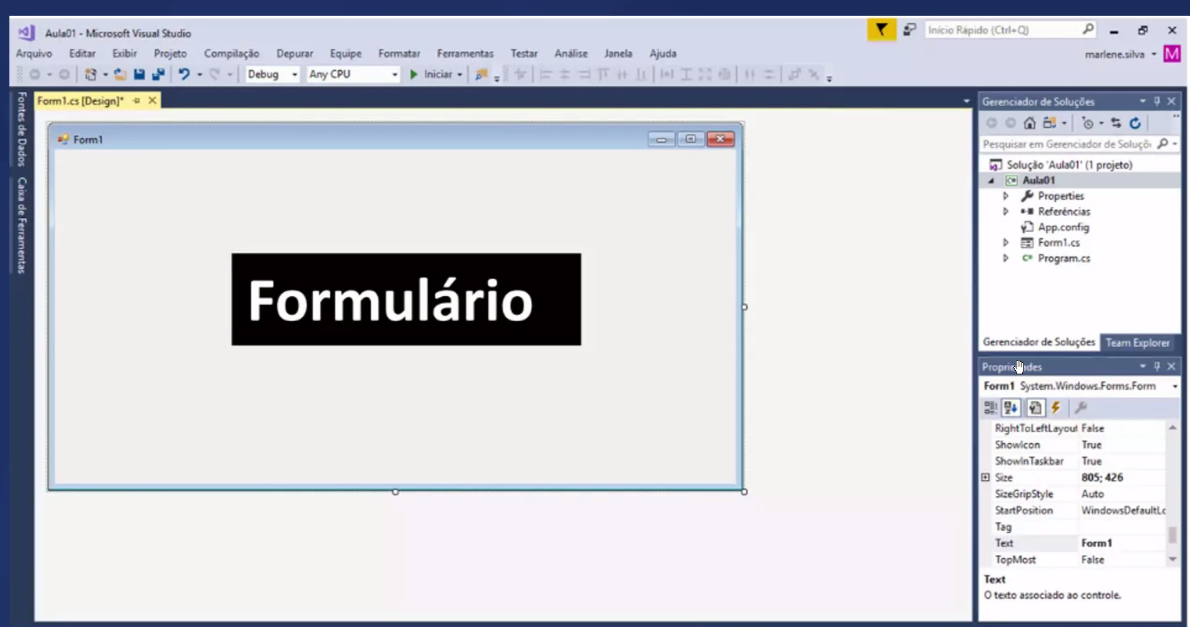 Aula01 - Microsoft Visual Studio
Início Rápido (Ctrl+Q)
Arquivo Editar Exibir Projeto Compilação Depurar Equipe Formatar Ferramentas Testar Análise Janela Ajuda
marlene.silva M
Debug Any CPU Iniciar
Fontes de Dados
Caixa de Ferramentas
Form1.cs [Design]*
Form1
Formulário
Gerenciador de Soluções
Pesquisar em Gerenciador de Soluçõ
Solução 'Aula01' (1 projeto)
Aula01
Properties
Referências
App.config
Form1.cs
Program.cs
Gerenciador de Soluções Team Explorer
Propriedades
Form1 System.Windows.Forms.Form
RightToLeftLayout False
ShowIcon True
ShowInTaskbar True
Size 805; 426
SizeGripStyle Auto
StartPosition WindowsDefaultLo
Tag
Text Form1
TopMost False
Text
O texto associado ao controle.